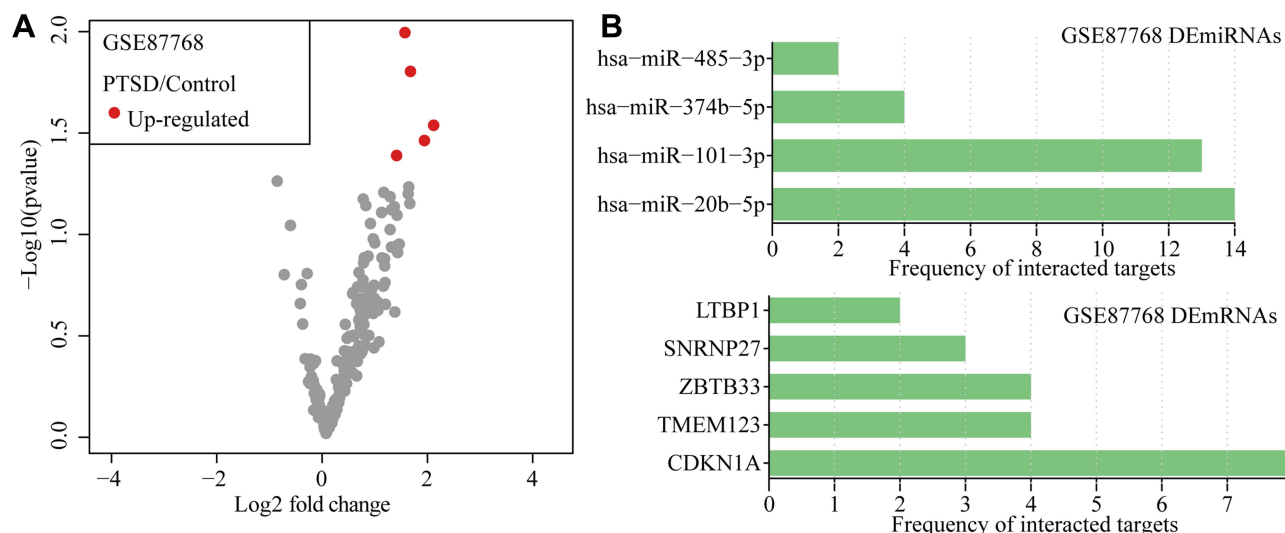 A
GSE87768
PTSD/Control
Up-regulated
−Log10(pvalue)
2.0
1.5
1.0
0.5
0.0
−4 −2 0 2 4
Log2 fold change
B
GSE87768 DEmiRNAs
hsa−miR−485−3p
hsa−miR−374b−5p
hsa−miR−101−3p
hsa−miR−20b−5p
0 2 4 6 8 10 12 14
Frequency of interacted targets
GSE87768 DEmRNAs
LTBP1
SNRNP27
ZBTB33
TMEM123
CDKN1A
0 1 2 3 4 5 6 7
Frequency of interacted targets